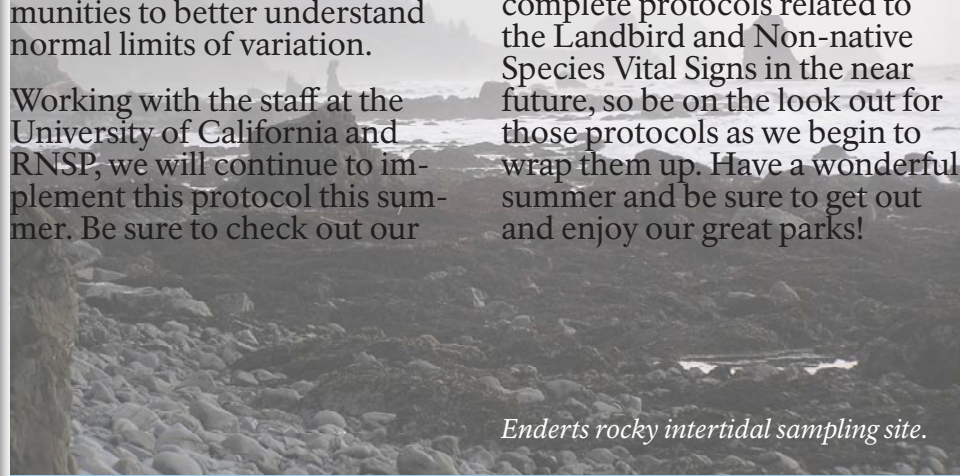 munities to better understand
normal limits of variation.
Working with the staff at the
University of California and
RNSP, we will continue to im-
plement this protocol this sum-
mer. Be sure to check out our
complete protocols related to
the Landbird and Non-native
Species Vital Signs in the near
future, so be on the look out for
those protocols as we begin to
wrap them up. Have a wonderful
summer and be sure to get out
and enjoy our great parks!
Enderts rocky intertidal sampling site.